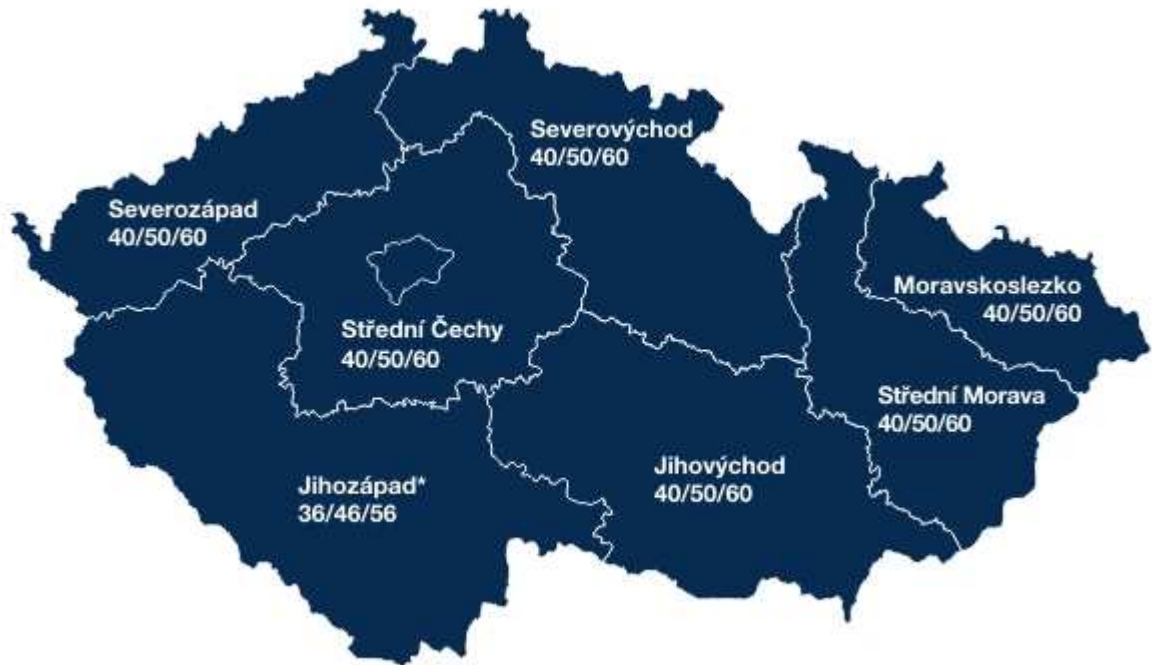 Severovýchod
40/50/60
Severozápad
40/50/60
Moravskoslezko
40/50/60
Střední Čechy
40/50/60
Střední Morava
40/50/60
Jihovýchod
40/50/60
Jihozápad*
36/46/56